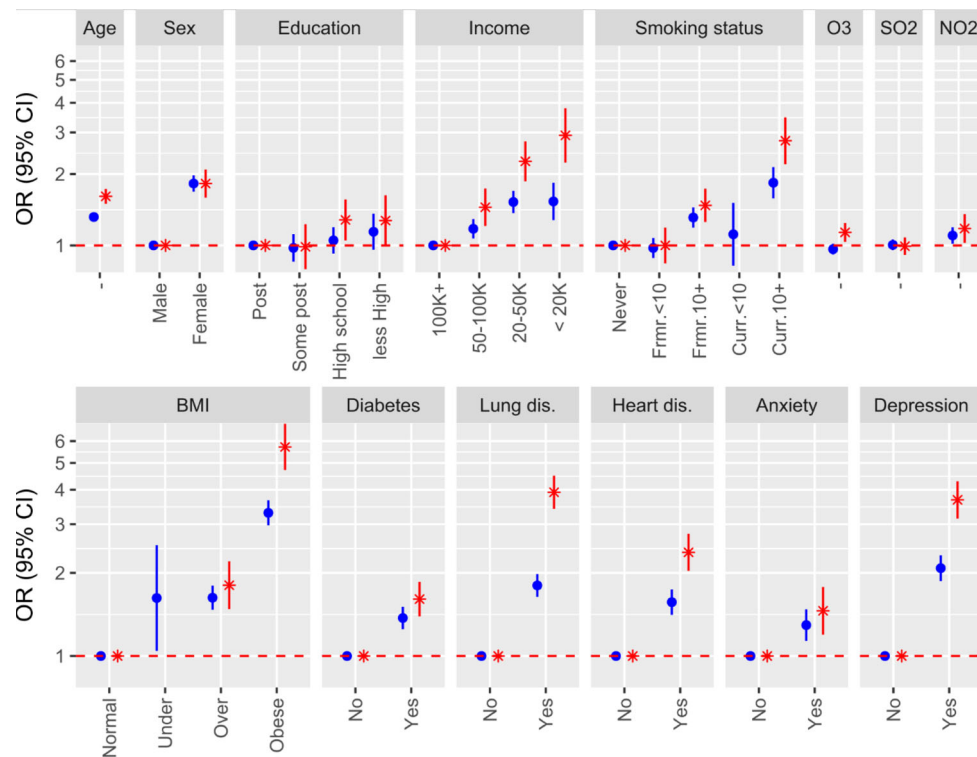 Age Sex Education Income Smoking status O3 SO2 NO2
OR (95% CI)
6
5
4
3
2
1
- Male Female Post Some post High school less High 100K+ 50-100K 20-50K < 20K Never Frmr.<10 Frmr.10+ Curr.<10 Curr.10+ - - -
BMI Diabetes Lung dis. Heart dis. Anxiety Depression
OR (95% CI)
6
5
4
3
2
1
Normal Under Over Obese No Yes No Yes No Yes No Yes No Yes